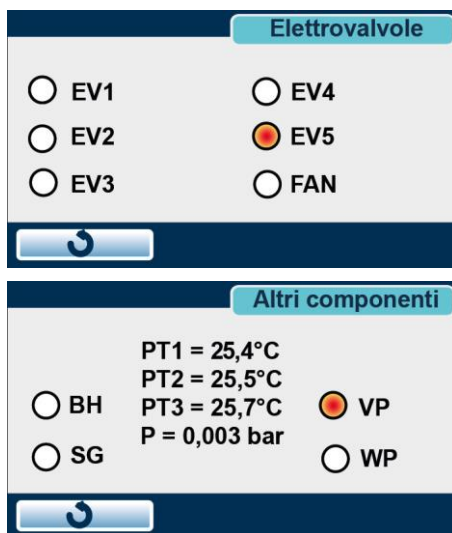 Elettrovalvole
EV1 EV4
EV2 EV5
EV3 FAN
Altri componenti
PT1 = 25,4°C
PT2 = 25,5°C
BH PT3 = 25,7°C VP
P = 0,003 bar
SG WP